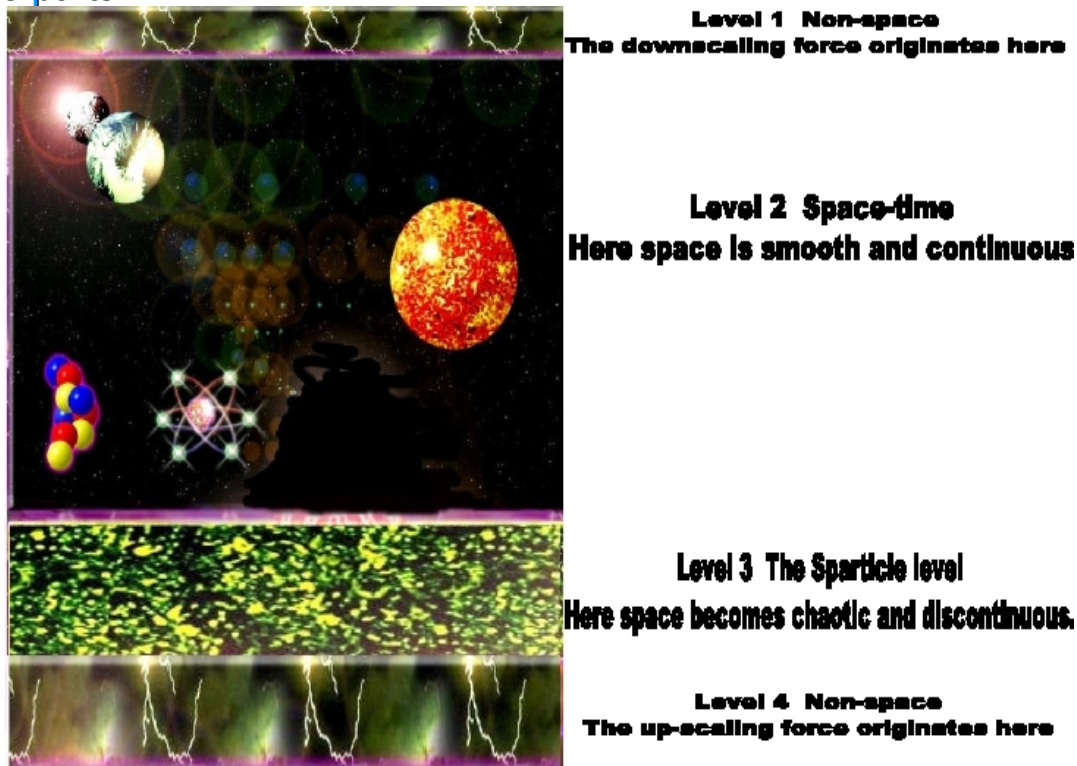 Level 1 Non-space
The downscaling force originates here
Level 2 Space-time
Here space is smooth and continuous
Level 3 The Sparticle level
Here space becomes chaotic and discontinuous.
Level 4 Non-space
The up-scaling force originates here